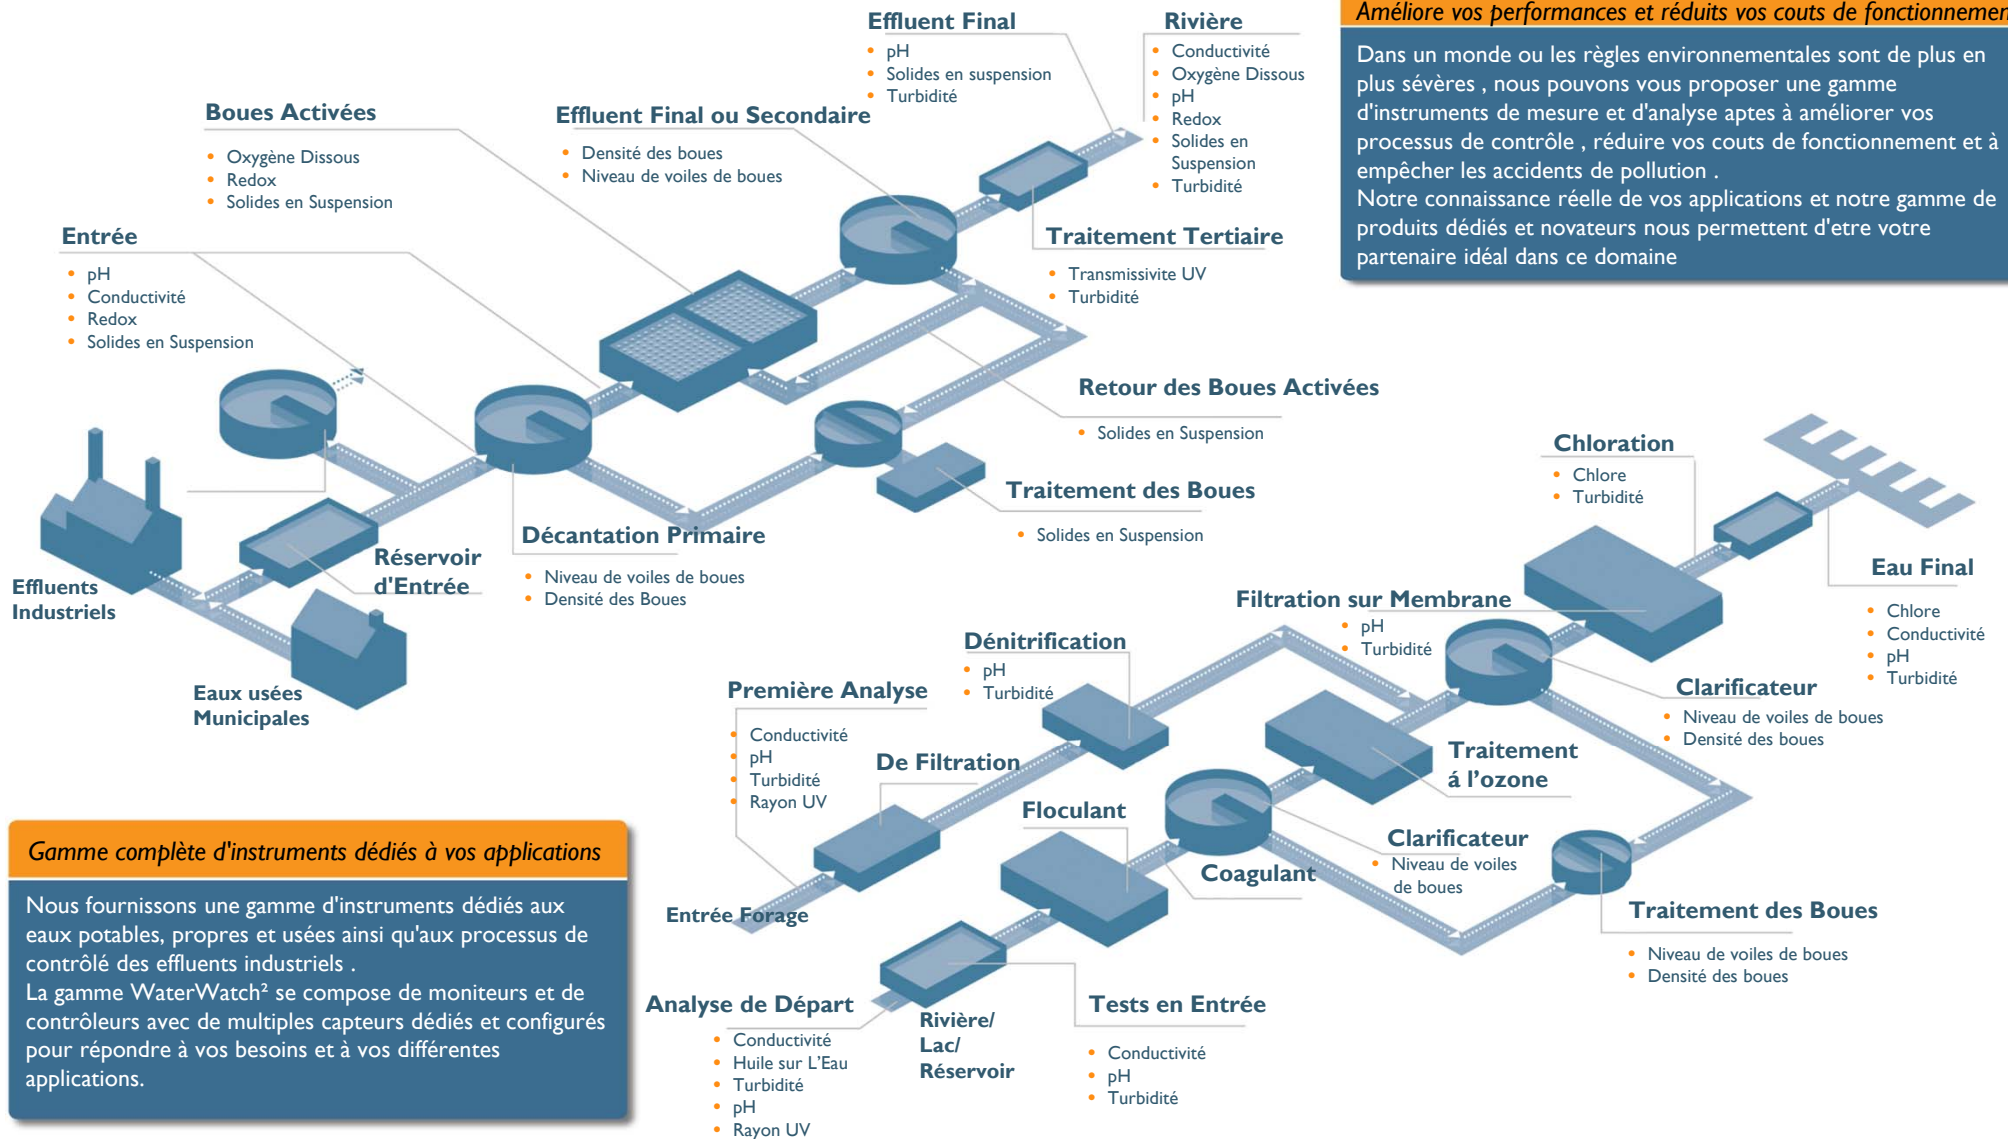 Effluent Final
• pH
• Solides en suspension
• Turbidité
Rivière
• Conductivité
• Oxygène Dissous
• pH
• Redox
• Solides en
Suspension
• Turbidité
Améliore vos performances et réduits vos couts de fonctionnemen
Dans un monde ou les règles environnementales sont de plus en
plus sévères , nous pouvons vous proposer une gamme
d'instruments de mesure et d'analyse aptes à améliorer vos
processus de contrôle , réduire vos couts de fonctionnement et à
empêcher les accidents de pollution .
Notre connaissance réelle de vos applications et notre gamme de
produits dédiés et novateurs nous permettent d'etre votre
partenaire idéal dans ce domaine
Boues Activées
• Oxygène Dissous
• Redox
• Solides en Suspension
Effluent Final ou Secondaire
• Densité des boues
• Niveau de voiles de boues
Entrée
• pH
• Conductivité
• Redox
• Solides en Suspension
Traitement Tertiaire
• Transmissivite UV
• Turbidité
Retour des Boues Activées
• Solides en Suspension
Traitement des Boues
• Solides en Suspension
Décantation Primaire
• Niveau de voiles de boues
• Densité des Boues
Réservoir
d'Entrée
Effluents
Industriels
Eaux usées
Municipales
Chloration
• Chlore
• Turbidité
Eau Final
• Chlore
• Conductivité
• pH
• Turbidité
Filtration sur Membrane
• pH
• Turbidité
Dénitrification
• pH
• Turbidité
Première Analyse
• Conductivité
• pH
• Turbidité
• Rayon UV
De Filtration
Clarificateur
• Niveau de voiles de boues
• Densité des boues
Traitement
á l’ozone
Floculant
Clarificateur
• Niveau de voiles
de boues
Coagulant
Entrée Forage
Traitement des Boues
• Niveau de voiles de boues
• Densité des boues
Gamme complète d'instruments dédiés à vos applications
Nous fournissons une gamme d'instruments dédiés aux
eaux potables, propres et usées ainsi qu'aux processus de
contrôlé des effluents industriels .
La gamme WaterWatch² se compose de moniteurs et de
contrôleurs avec de multiples capteurs dédiés et configurés
pour répondre à vos besoins et à vos différentes
applications.
Analyse de Départ
• Conductivité
• Huile sur L’Eau
• Turbidité
• pH
• Rayon UV
Rivière/
Lac/
Réservoir
Tests en Entrée
• Conductivité
• pH
• Turbidité